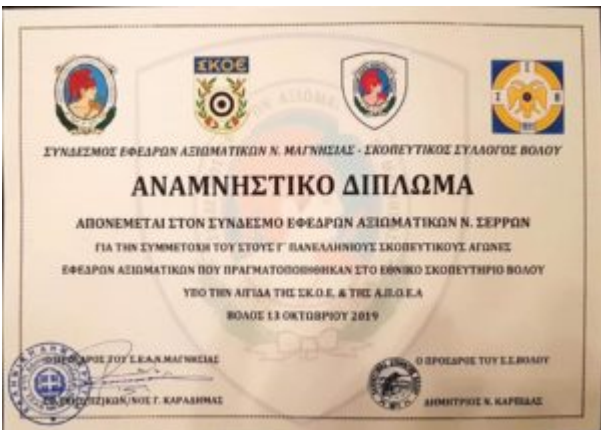 ΣΚΟΕ
ΣΥΝΔΕΣΜΟΣ ΕΦΕΔΡΩΝ ΑΞΙΩΜΑΤΙΚΩΝ Ν. ΜΑΓΝΗΣΙΑΣ - ΣΚΟΠΕΥΤΙΚΟΣ ΣΥΛΛΟΓΟΣ ΒΟΛΟΥ
ΑΝΑΜΝΗΣΤΙΚΟ ΔΙΠΛΩΜΑ
ΑΠΟΝΕΜΕΤΑΙ ΣΤΟΝ ΣΥΝΔΕΣΜΟ ΕΦΕΔΡΩΝ ΑΞΙΩΜΑΤΙΚΩΝ Ν. ΣΕΡΡΩΝ
ΓΙΑ ΤΗΝ ΣΥΜΜΕΤΟΧΗ ΤΟΥ ΣΤΟΥΣ Γ΄ ΠΑΝΕΛΛΗΝΙΟΥΣ ΣΚΟΠΕΥΤΙΚΟΥΣ ΑΓΩΝΕΣ
ΕΦΕΔΡΩΝ ΑΞΙΩΜΑΤΙΚΩΝ ΠΟΥ ΠΡΑΓΜΑΤΟΠΟΙΗΘΗΚΑΝ ΣΤΟ ΕΘΝΙΚΟ ΣΚΟΠΕΥΤΗΡΙΟ ΒΟΛΟΥ
ΥΠΟ ΤΗΝ ΑΙΓΙΔΑ ΤΗΣ ΣΚ.Ο.Ε. & ΤΗΣ Α.Π.Ο.Ε.Α
ΒΟΛΟΣ 13 ΟΚΤΩΒΡΙΟΥ 2019
Ο ΠΡΟΕΔΡΟΣ ΤΟΥ Σ.Ε.Α.Ν.ΜΑΓΝΗΣΙΑΣ
Ο ΠΡΟΕΔΡΟΣ ΤΟΥ Σ.Σ.ΒΟΛΟΥ
Γ. ΚΑΡΑΔΗΜΑΣ
ΔΗΜΗΤΡΙΟΣ Ν. ΚΑΡΕΚΛΑΣ